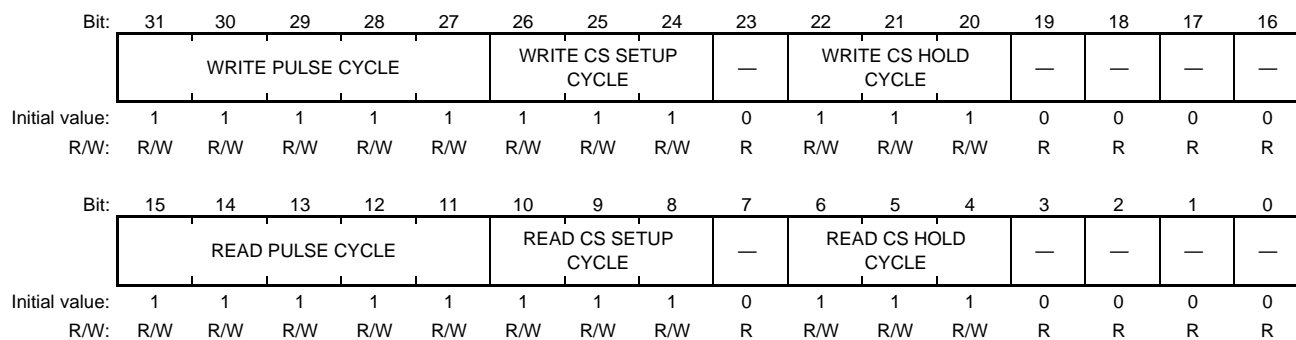 Bit: 31 30 29 28 27 26 25 24 23 22 21 20 19 18 17 16
WRITE PULSE CYCLE WRITE CS SETUP CYCLE — WRITE CS HOLD CYCLE — — — —
Initial value: 1 1 1 1 1 1 1 1 0 1 1 1 0 0 0 0
R/W: R/W R/W R/W R/W R/W R/W R/W R/W R R/W R/W R/W R R R R
Bit: 15 14 13 12 11 10 9 8 7 6 5 4 3 2 1 0
READ PULSE CYCLE READ CS SETUP CYCLE — READ CS HOLD CYCLE — — — —
Initial value: 1 1 1 1 1 1 1 1 0 1 1 1 0 0 0 0
R/W: R/W R/W R/W R/W R/W R/W R/W R/W R R/W R/W R/W R R R R